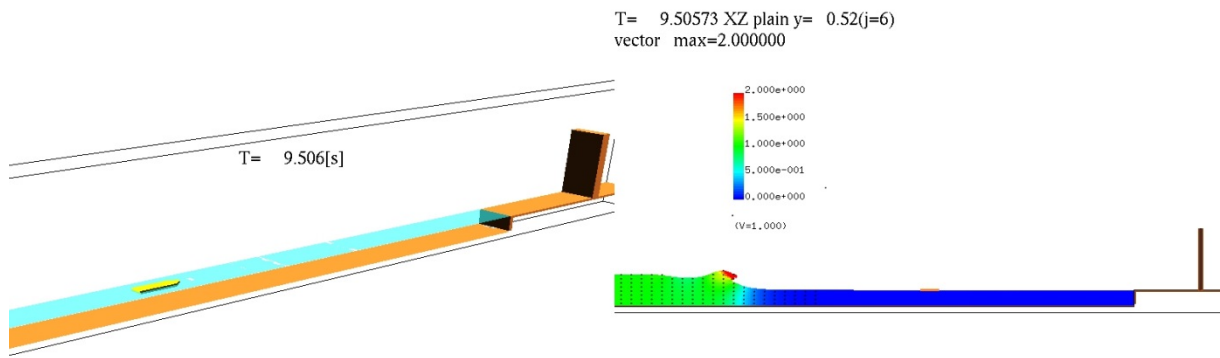 T=    9.506[s]
T=    9.50573 XZ plain y=  0.52(j=6)
vector   max=2.000000
2.000e+000
1.500e+000
1.000e+000
5.000e-001
0.000e+000
(V=1.000)